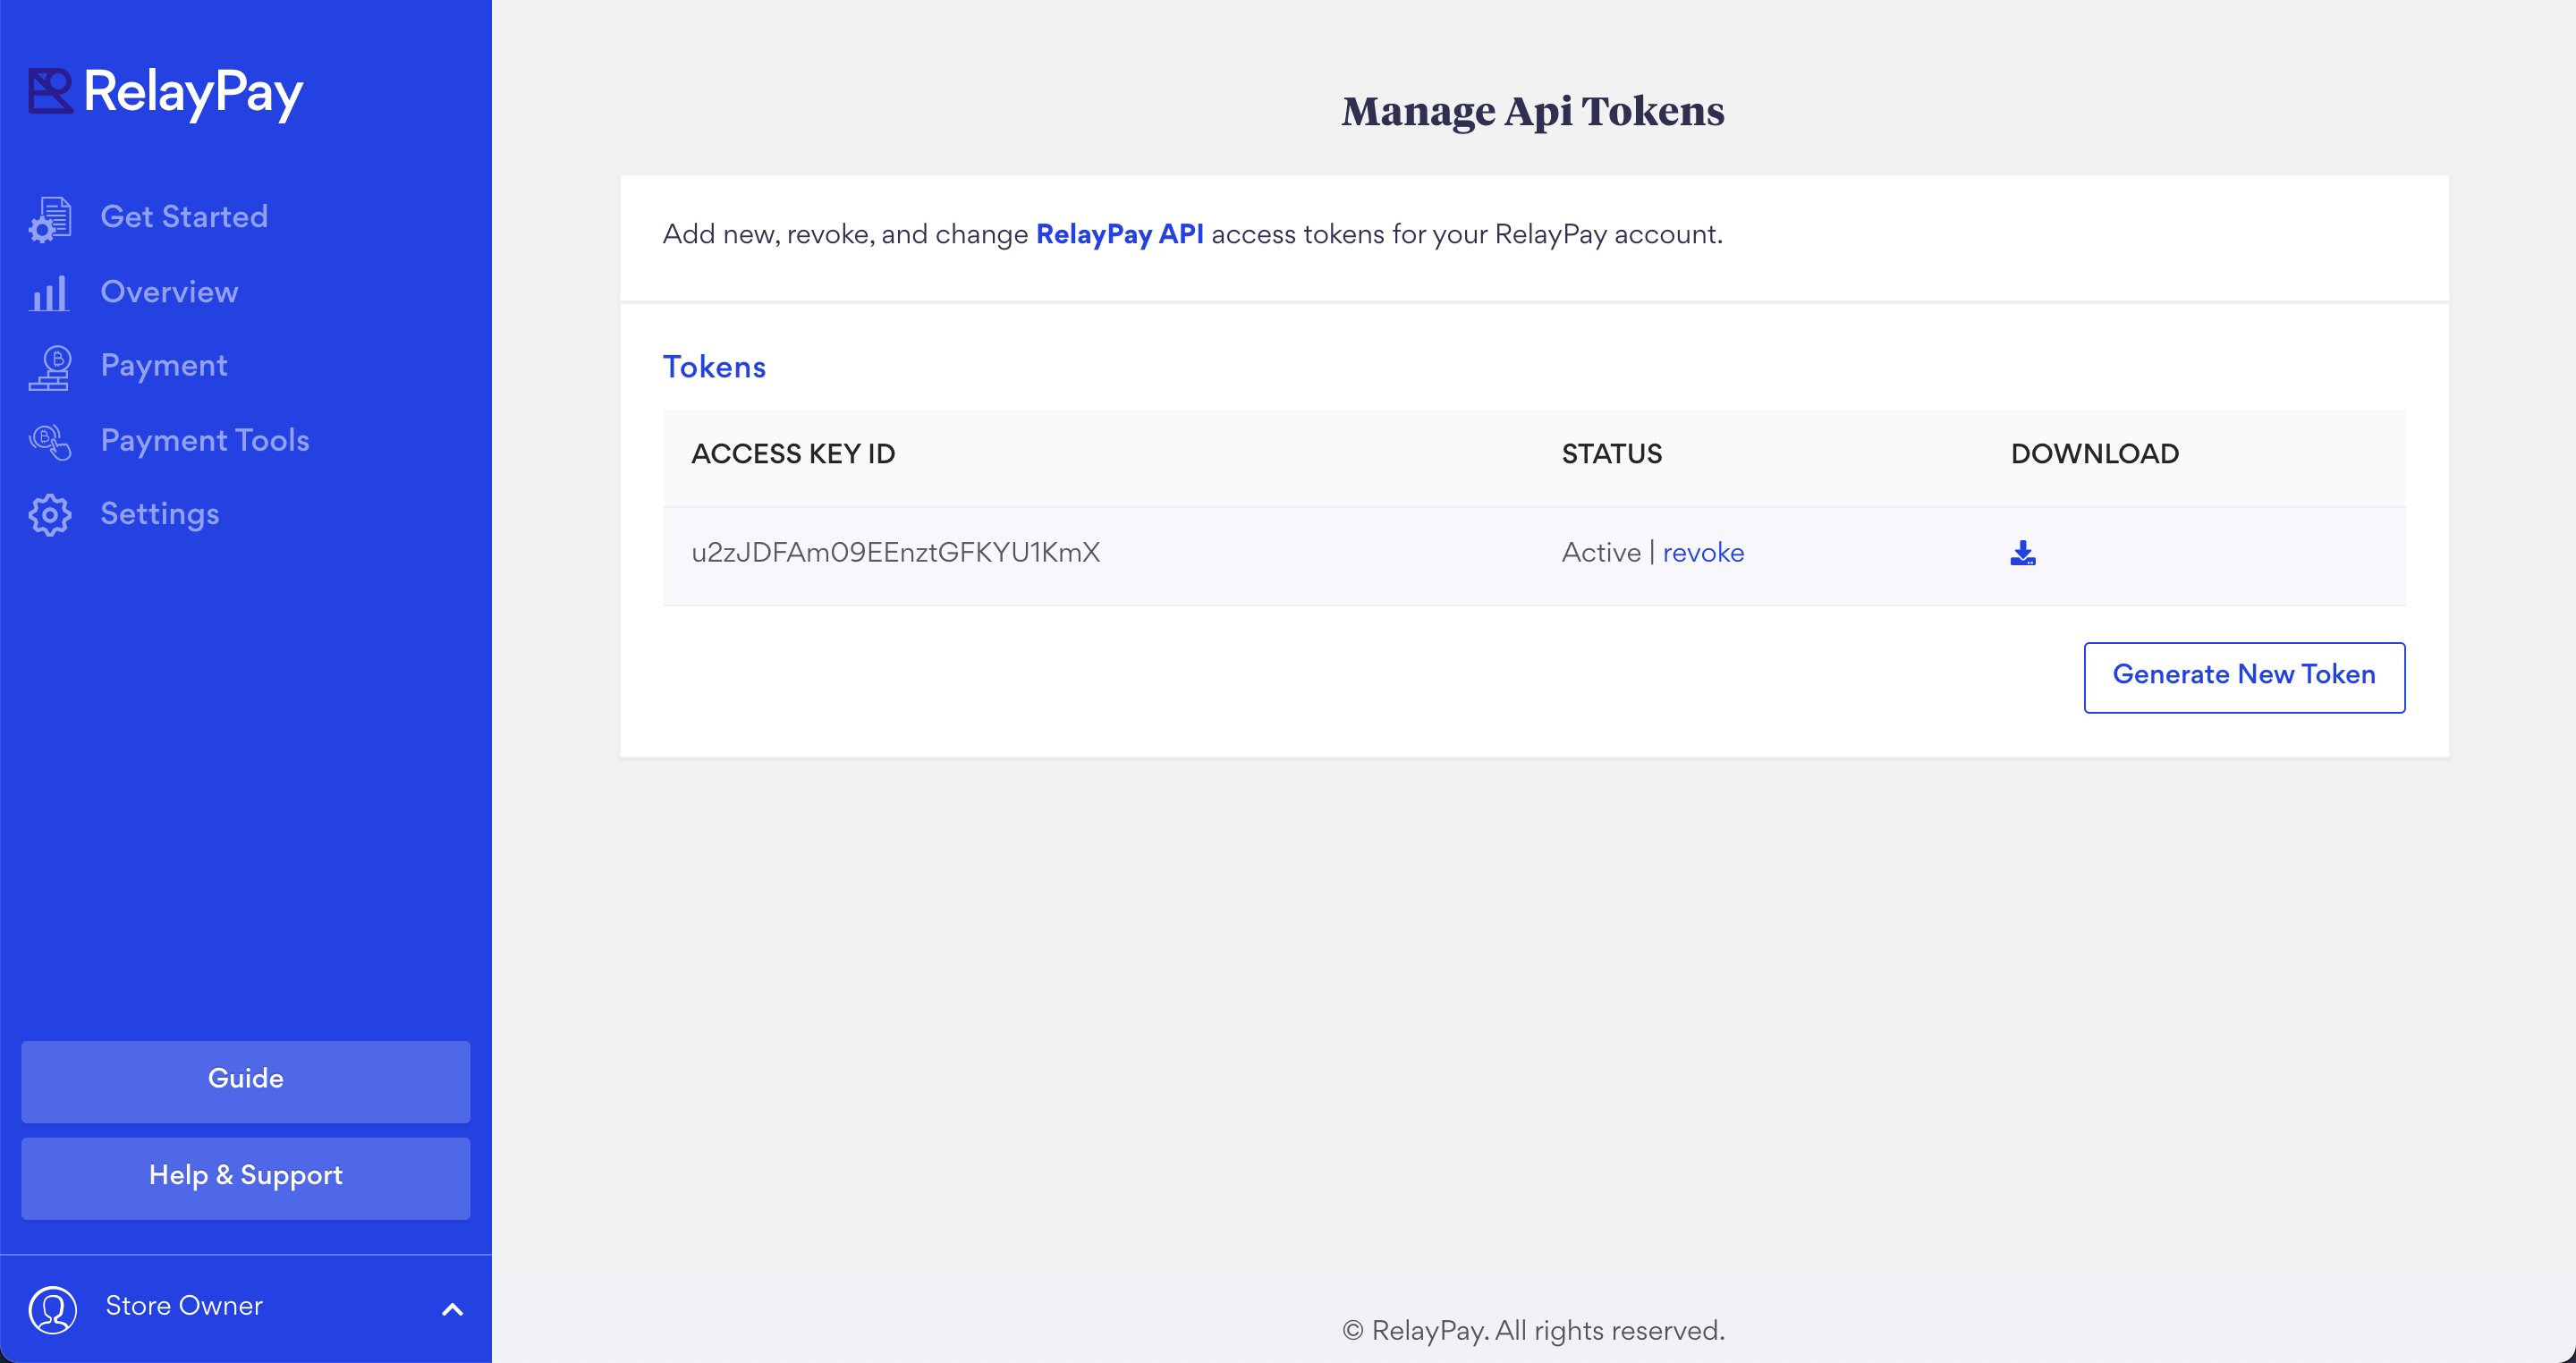 RelayPay
Get Started
Overview
Payment
Payment Tools
Settings
Guide
Help & Support
Store Owner
Manage Api Tokens
Add new, revoke, and change RelayPay API access tokens for your RelayPay account.
Tokens
ACCESS KEY ID STATUS DOWNLOAD
u2zJDFAm09EEnztGFKYU1KmX Active | revoke
Generate New Token
© RelayPay. All rights reserved.